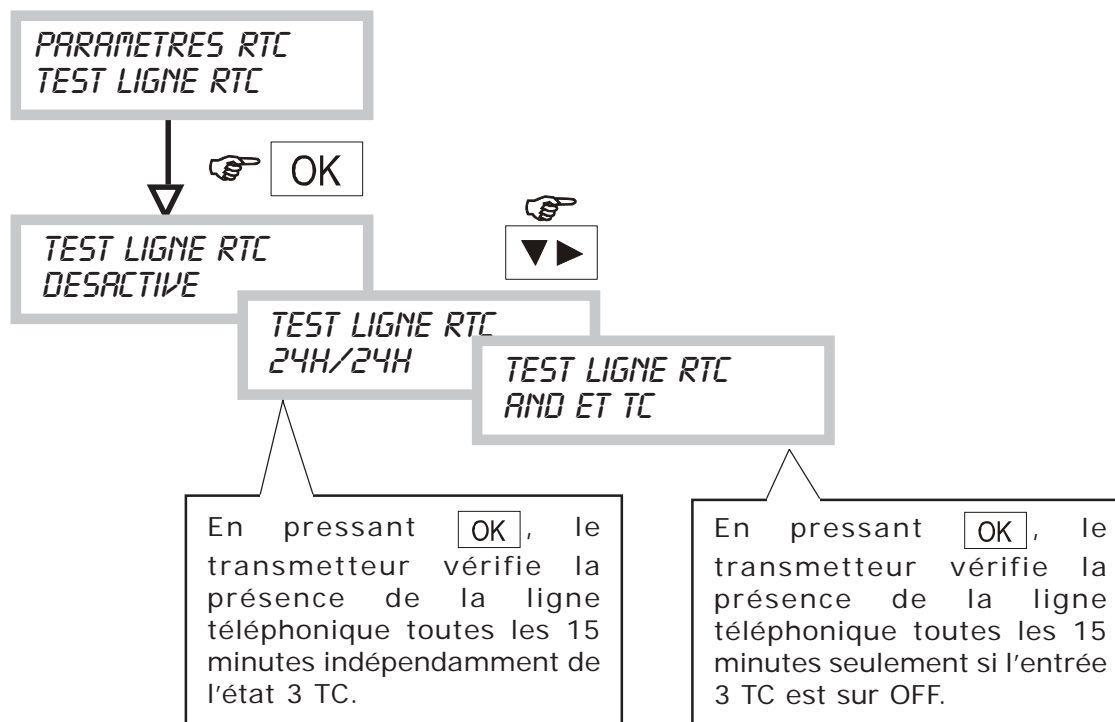 PARAMETRES RTC
TEST LIGNE RTC
OK
TEST LIGNE RTC
DESACTIVE
TEST LIGNE RTC
24H/24H
TEST LIGNE RTC
AND ET TC
En pressant OK, le
transmetteur vérifie la
présence de la ligne
téléphonique toutes les 15
minutes indépendamment de
l'état 3 TC.
En pressant OK, le
transmetteur vérifie la
présence de la ligne
téléphonique toutes les 15
minutes seulement si l'entrée
3 TC est sur OFF.